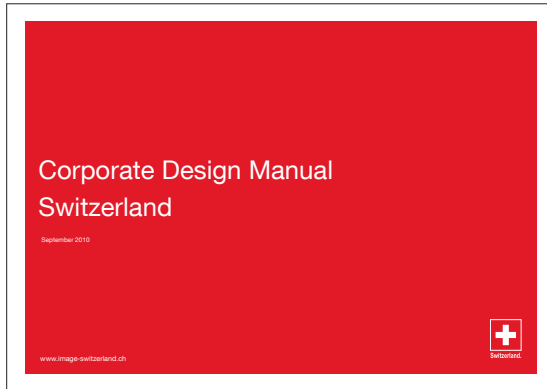 Corporate Design Manual
Switzerland
September 2010
www.image-switzerland.ch
Switzerland.